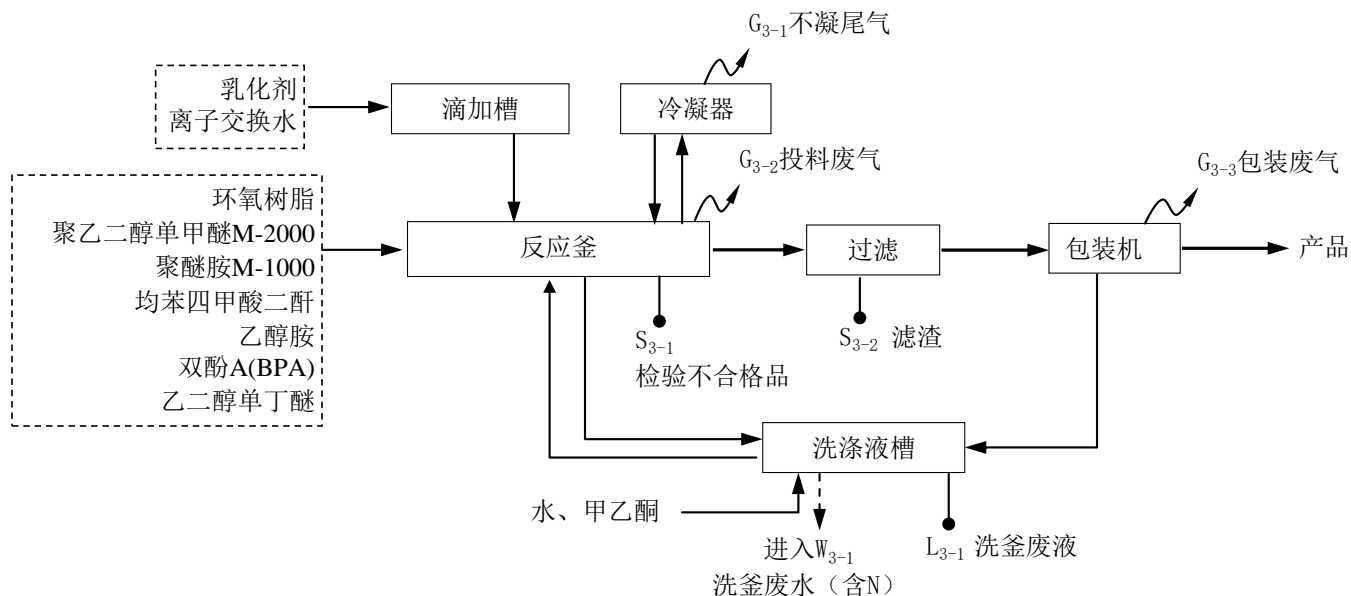 G3-1不凝尾气
乳化剂
离子交换水
滴加槽
冷凝器
G3-2投料废气
G3-3包装废气
环氧树脂
聚乙二醇单甲醚M-2000
聚醚胺M-1000
均苯四甲酸二酐
乙醇胺
双酚A(BPA)
乙二醇单丁醚
反应釜
过滤
包装机
产品
S3-1
检验不合格品
S3-2 滤渣
洗涤液槽
水、甲乙酮
进入W3-1
洗釜废水（含N）
L3-1 洗釜废液